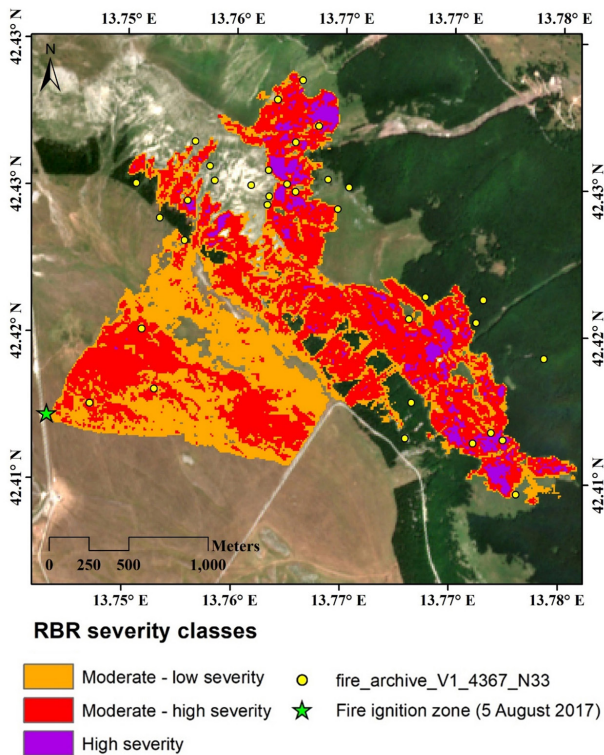 13.75° E 13.76° E 13.77° E 13.77° E 13.78° E
N
42.43° N
42.43° N
42.43° N
42.42° N
42.42° N
42.41° N
42.41° N
Meters
0 250 500 1,000
13.75° E 13.76° E 13.77° E 13.77° E 13.78° E
RBR severity classes
Moderate - low severity
fire_archive_V1_4367_N33
Moderate - high severity
Fire ignition zone (5 August 2017)
High severity